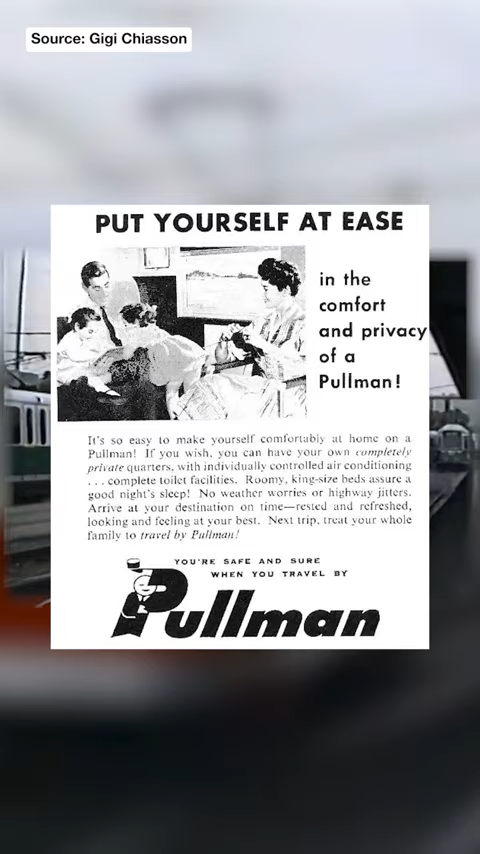 Source: Gigi Chiasson
PUT YOURSELF AT EASE
in the
comfort
and privacy
of a
Pullman!
It's so easy to make yourself comfortably at home on a
Pullman! If you wish, you can have your own completely
private quarters, with individually controlled air conditioning
. . . complete toilet facilities. Roomy, king-size beds assure a
good night's sleep! No weather worries or highway jitters.
Arrive at your destination on time—rested and refreshed,
looking and feeling at your best. Next trip, treat your whole
family to travel by Pullman!
YOU'RE SAFE AND SURE
WHEN YOU TRAVEL BY
Pullman